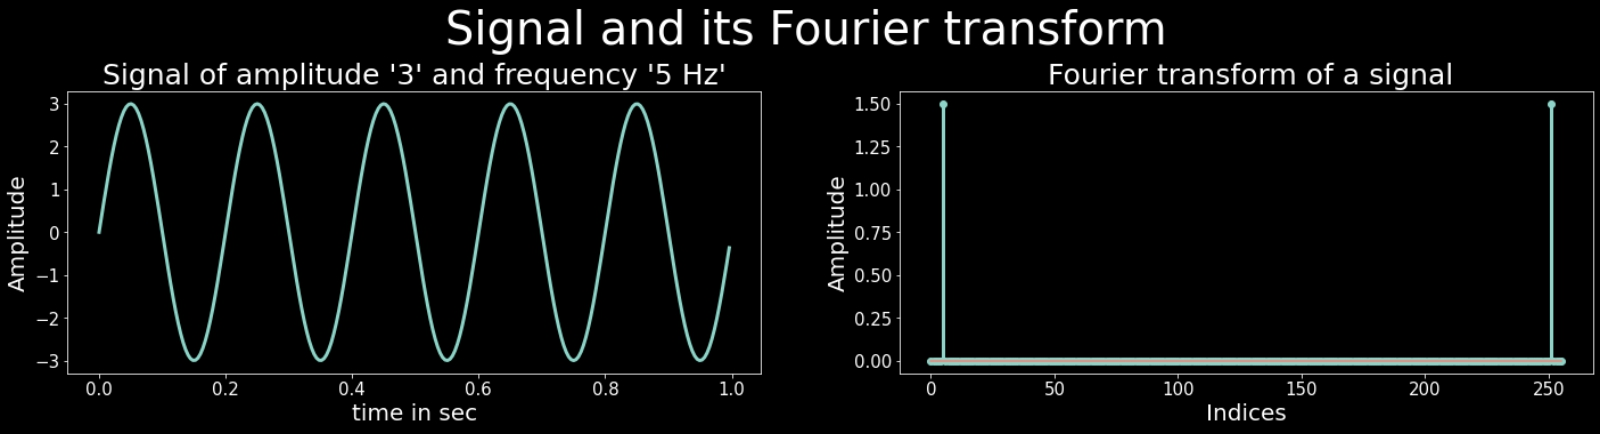 Signal and its Fourier transform
Signal of amplitude '3' and frequency '5 Hz'
Amplitude
3
2
1
0
−1
−2
−3
0.0 0.2 0.4 0.6 0.8 1.0
time in sec
Fourier transform of a signal
Amplitude
1.50
1.25
1.00
0.75
0.50
0.25
0.00
0 50 100 150 200 250
Indices